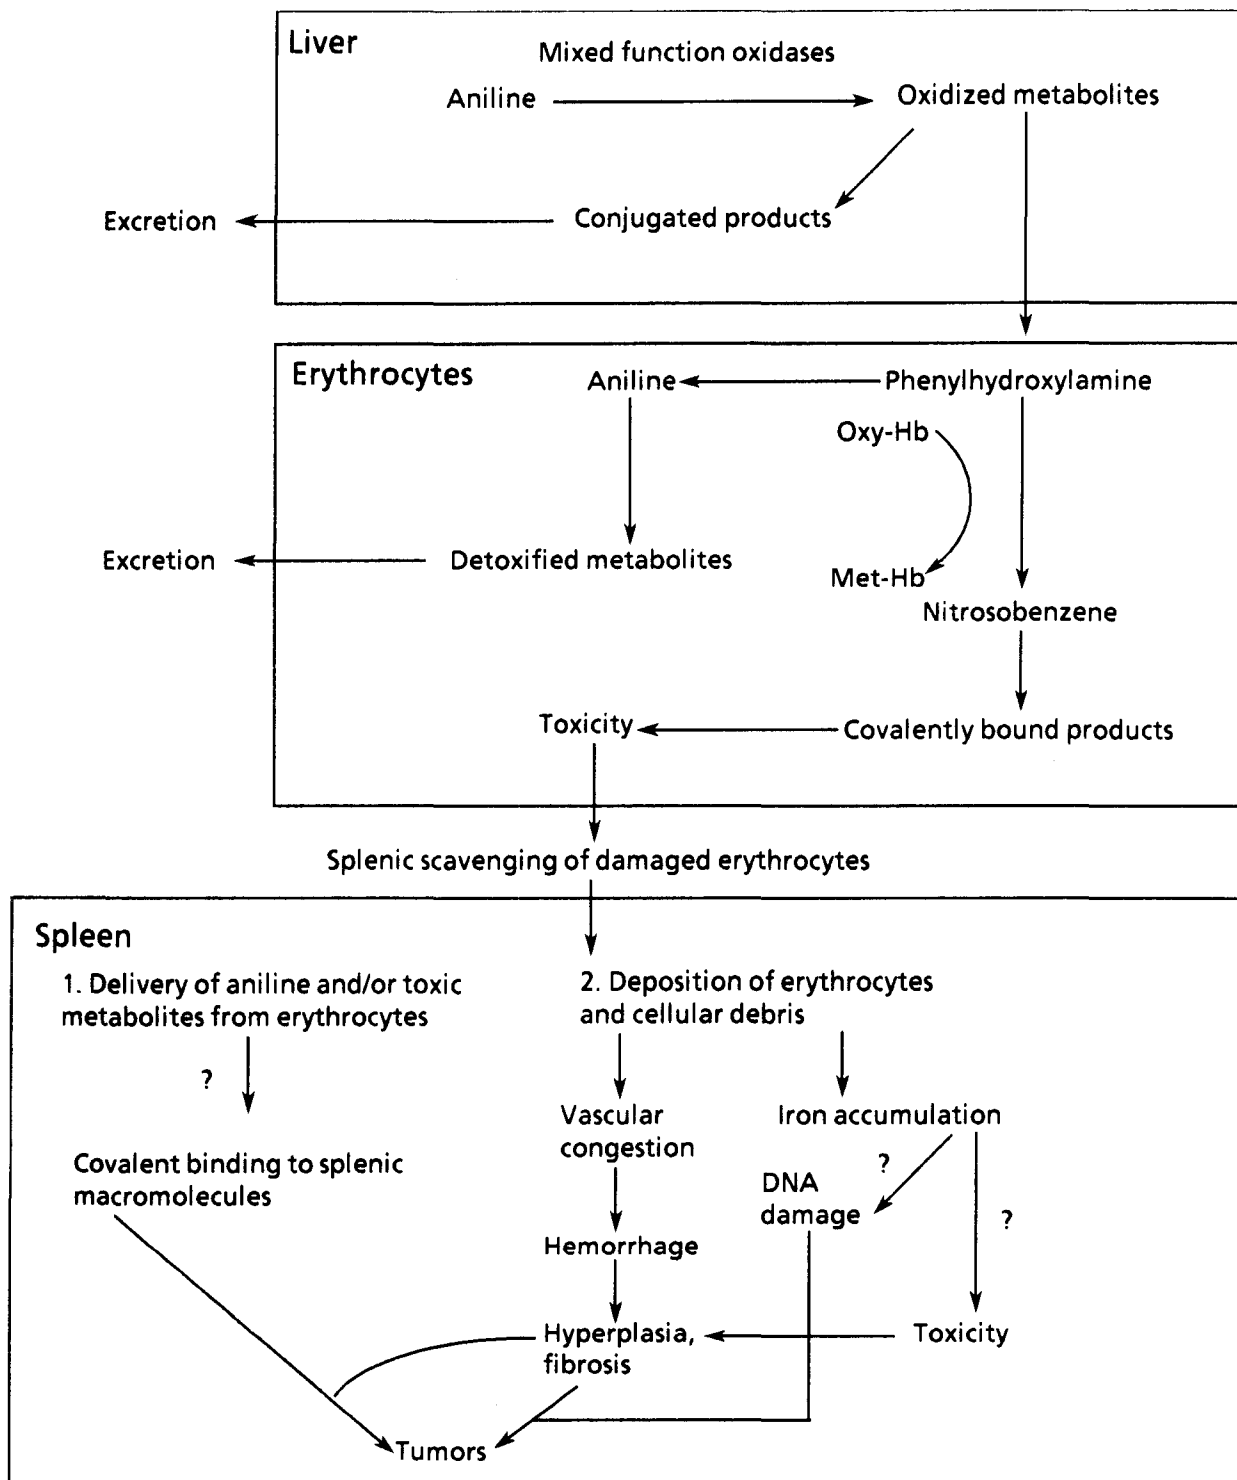 Liver
Mixed function oxidases
Aniline
Oxidized metabolites
Excretion
Conjugated products
Erythrocytes
Aniline
Phenylhydroxylamine
Oxy-Hb
Excretion
Detoxified metabolites
Met-Hb
Nitrosobenzene
Toxicity
Covalently bound products
Splenic scavenging of damaged erythrocytes
Spleen
1. Delivery of aniline and/or toxic
metabolites from erythrocytes
2. Deposition of erythrocytes
and cellular debris
?
Vascular
congestion
Iron accumulation
Covalent binding to splenic
macromolecules
?
DNA
damage
?
Hemorrhage
Hyperplasia,
fibrosis
Toxicity
Tumors